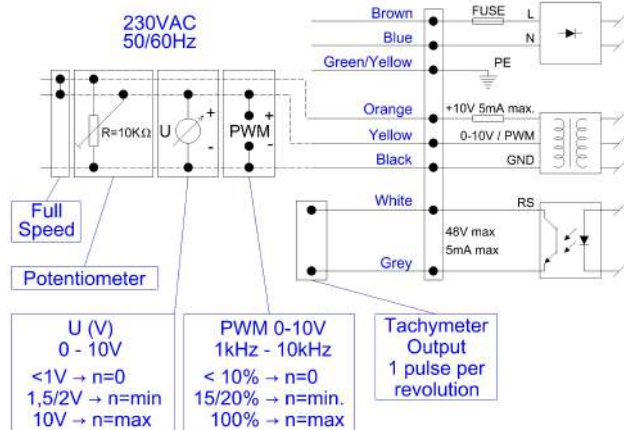 230VAC
50/60Hz
Brown
FUSE
L
Blue
N
Green/Yellow
PE
Orange
+10V 5mA max.
Yellow
0-10V / PWM
Black
GND
R=10KΩ
U
+
-
PWM
+
-
White
RS
48V max
5mA max
Grey
Full
Speed
Potentiometer
U (V)
0 - 10V
<1V → n=0
1,5/2V → n=min
10V → n=max
PWM 0-10V
1kHz - 10kHz
< 10% → n=0
15/20% → n=min.
100% → n=max
Tachymeter
Output
1 pulse per
revolution